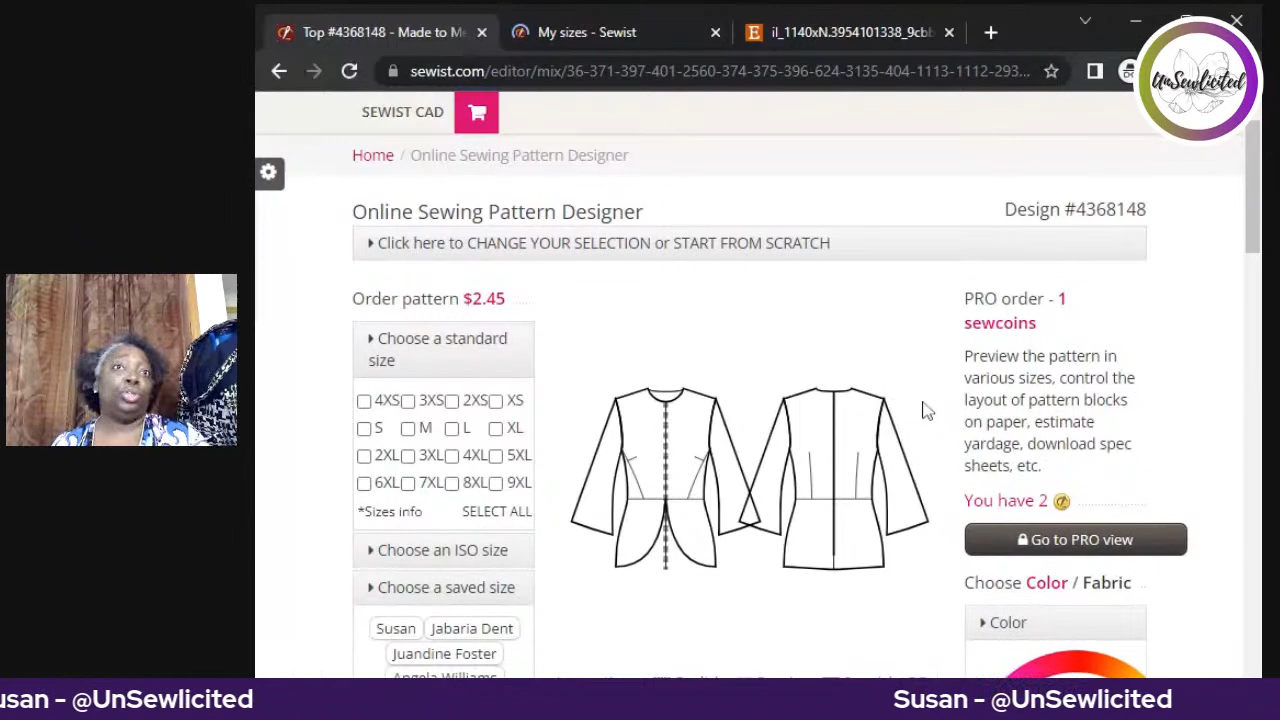 Top #4368148 - Made to Me
My sizes - Sewist
il_1140xN.3954101338_9cbb
sewist.com/editor/mix/36-371-397-401-2560-374-375-396-624-3135-404-1113-1112-293...
UnSewlicited
SEWIST CAD
Home / Online Sewing Pattern Designer
Online Sewing Pattern Designer
Design #4368148
Click here to CHANGE YOUR SELECTION or START FROM SCRATCH
Order pattern $2.45
Choose a standard
size
4XS 3XS 2XS XS
S M L XL
2XL 3XL 4XL 5XL
6XL 7XL 8XL 9XL
*Sizes info SELECT ALL
Choose an ISO size
Choose a saved size
Susan Jabaria Dent
Juandine Foster
Angela Williams
PRO order - 1
sewcoins
Preview the pattern in
various sizes, control the
layout of pattern blocks
on paper, estimate
yardage, download spec
sheets, etc.
You have 2
Go to PRO view
Choose Color / Fabric
Color
usan - @UnSewlicited
Susan - @UnSewlicited